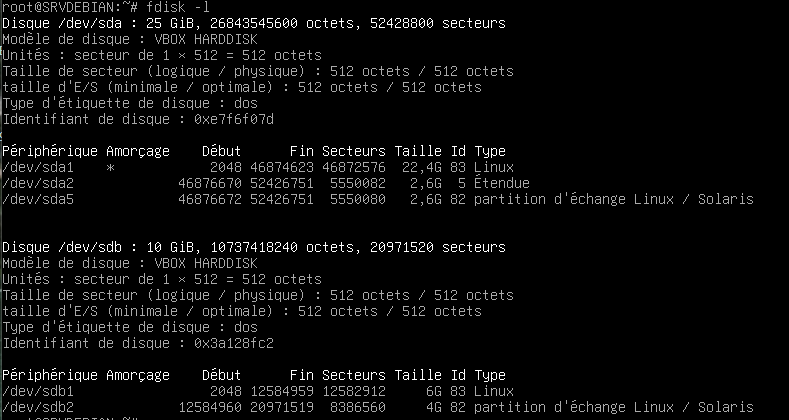 root@SRVDEBIAN:~# fdisk -l
Disque /dev/sda : 25 GiB, 26843545600 octets, 52428800 secteurs
Modèle de disque : VBOX HARDDISK
Unités : secteur de 1 × 512 = 512 octets
Taille de secteur (logique / physique) : 512 octets / 512 octets
taille d'E/S (minimale / optimale) : 512 octets / 512 octets
Type d'étiquette de disque : dos
Identifiant de disque : 0xe7f6f07d
Périphérique Amorçage Début Fin Secteurs Taille Id Type
/dev/sda1 * 2048 46874623 46872576 22,4G 83 Linux
/dev/sda2 46876670 52426751 5550082 2,6G 5 Étendue
/dev/sda5 46876672 52426751 5550080 2,6G 82 partition d'échange Linux / Solaris
Disque /dev/sdb : 10 GiB, 10737418240 octets, 20971520 secteurs
Modèle de disque : VBOX HARDDISK
Unités : secteur de 1 × 512 = 512 octets
Taille de secteur (logique / physique) : 512 octets / 512 octets
taille d'E/S (minimale / optimale) : 512 octets / 512 octets
Type d'étiquette de disque : dos
Identifiant de disque : 0x3a128fc2
Périphérique Amorçage Début Fin Secteurs Taille Id Type
/dev/sdb1 2048 12584959 12582912 6G 83 Linux
/dev/sdb2 12584960 20971519 8386560 4G 82 partition d'échange Linux / Solaris
root@SRVDEBIAN:~#